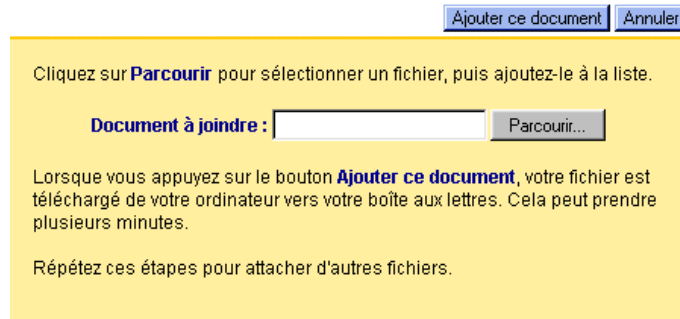 Ajouter ce document Annuler
Cliquez sur Parcourir pour sélectionner un fichier, puis ajoutez-le à la liste.
Document à joindre : Parcourir...
Lorsque vous appuyez sur le bouton Ajouter ce document, votre fichier est
téléchargé de votre ordinateur vers votre boîte aux lettres. Cela peut prendre
plusieurs minutes.
Répétez ces étapes pour attacher d'autres fichiers.